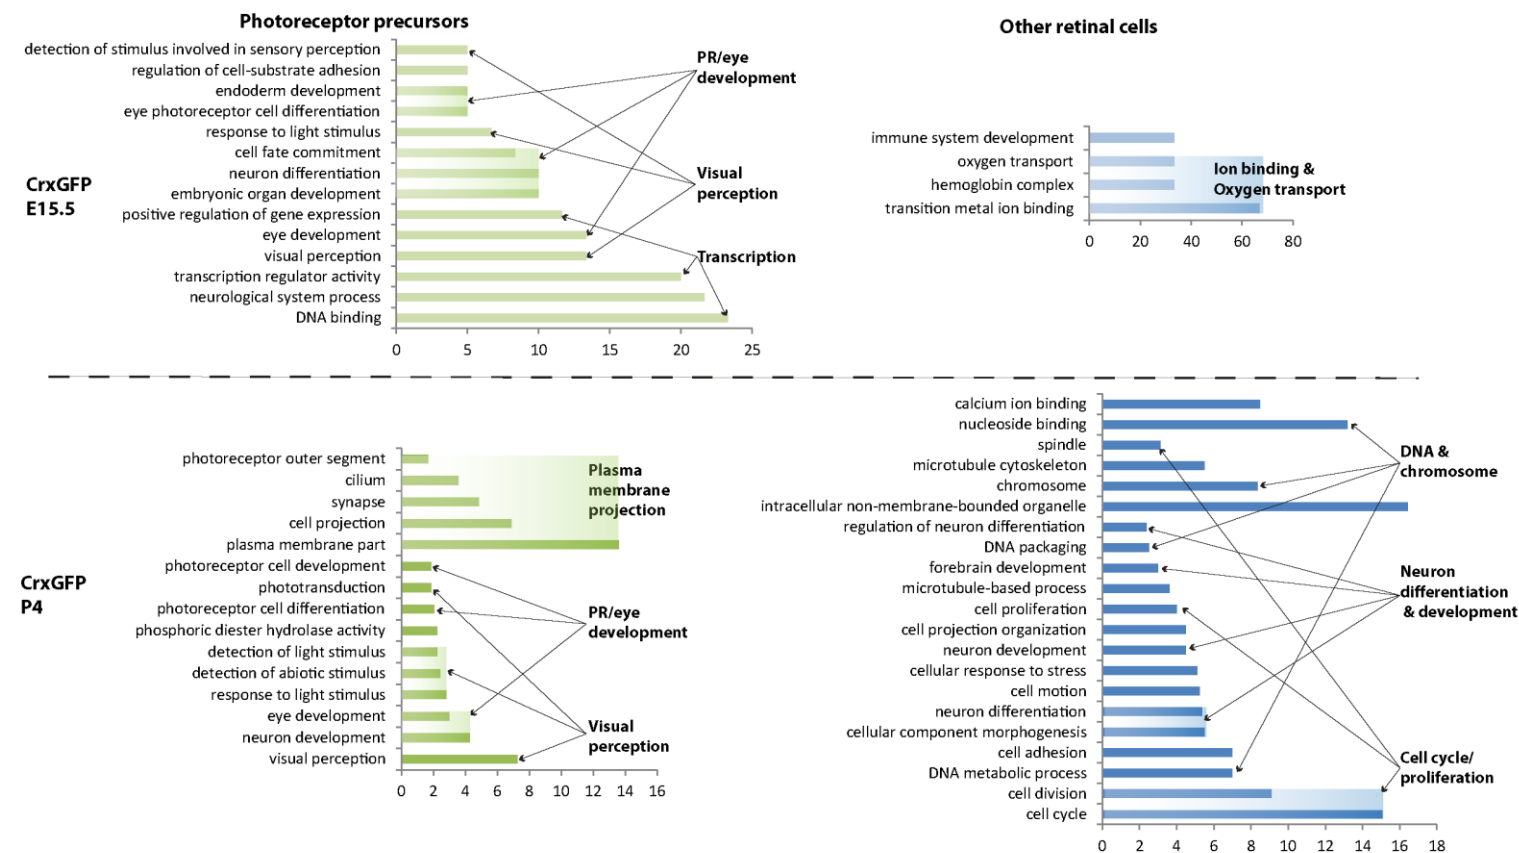 Photoreceptor precursors
Other retinal cells
CrxGFP
E15.5
detection of stimulus involved in sensory perception
regulation of cell-substrate adhesion
endoderm development
eye photoreceptor cell differentiation
response to light stimulus
cell fate commitment
neuron differentiation
embryonic organ development
positive regulation of gene expression
eye development
visual perception
transcription regulator activity
neurological system process
DNA binding
0 5 10 15 20 25
PR/eye
development
Visual
perception
Transcription
immune system development
oxygen transport
hemoglobin complex
transition metal ion binding
Ion binding &
Oxygen transport
0 20 40 60 80
CrxGFP
P4
photoreceptor outer segment
cilium
synapse
cell projection
plasma membrane part
photoreceptor cell development
phototransduction
photoreceptor cell differentiation
phosphoric diester hydrolase activity
detection of light stimulus
detection of abiotic stimulus
response to light stimulus
eye development
neuron development
visual perception
0 2 4 6 8 10 12 14 16
Plasma
membrane
projection
PR/eye
development
Visual
perception
calcium ion binding
nucleoside binding
spindle
microtubule cytoskeleton
chromosome
intracellular non-membrane-bounded organelle
regulation of neuron differentiation
DNA packaging
forebrain development
microtubule-based process
cell proliferation
cell projection organization
neuron development
cellular response to stress
cell motion
neuron differentiation
cellular component morphogenesis
cell adhesion
DNA metabolic process
cell division
cell cycle
0 2 4 6 8 10 12 14 16 18
DNA &
chromosome
Neuron
differentiation
& development
Cell cycle/
proliferation